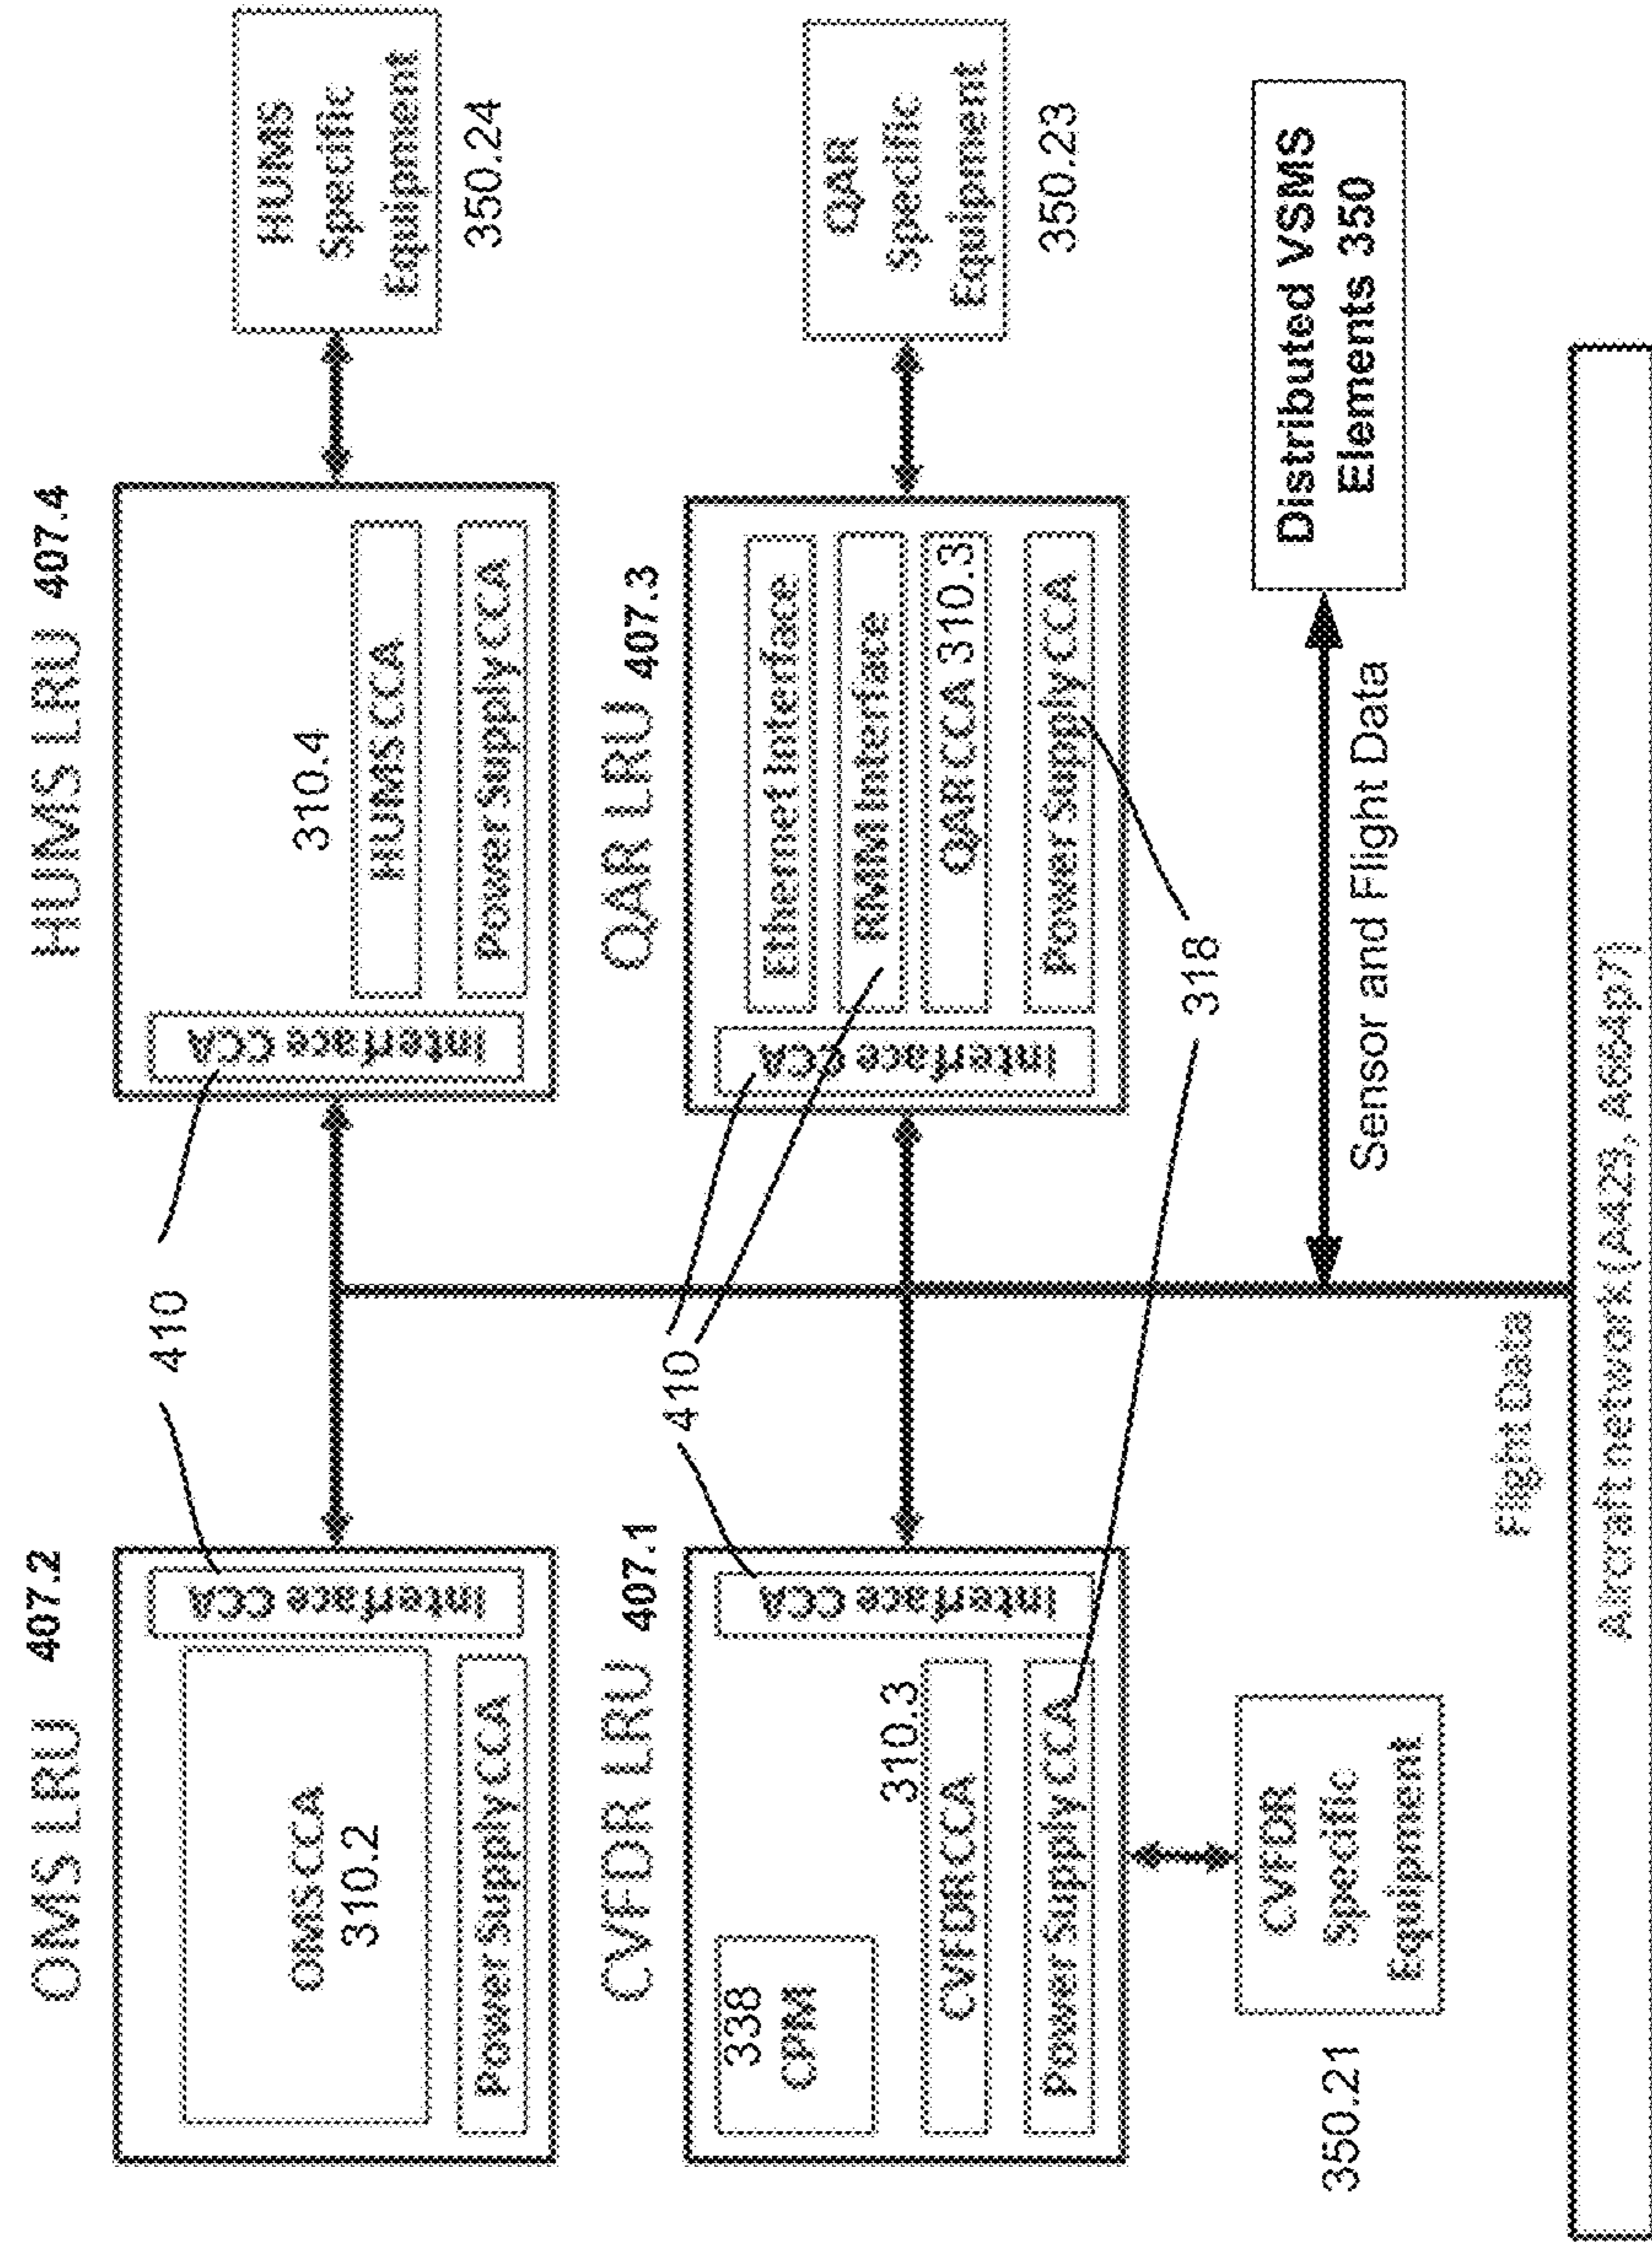 OMS LRU 407.2
OMS CCA
310.2
Power Supply CCA
Interface CCA
410
HUMS LRU 407.4
Interface CCA
310.4
HUMS CCA
Power Supply CCA
HUMS
Specific
Equipment
350.24
CVFDR LRU 407.1
338
CPM
310.3
CVFDR CCA
Power Supply CCA
Interface CCA
410
QAR LRU 407.3
Interface CCA
Ethernet Interface
RMM Interface
QAR CCA 310.3
Power Supply CCA
QAR
Specific
Equipment
350.23
318
350.21
CVFDR
Specific
Equipment
Sensor and Flight Data
Distributed VSMS
Elements 350
Flight Data
Aircraft network (A429, A664p7)